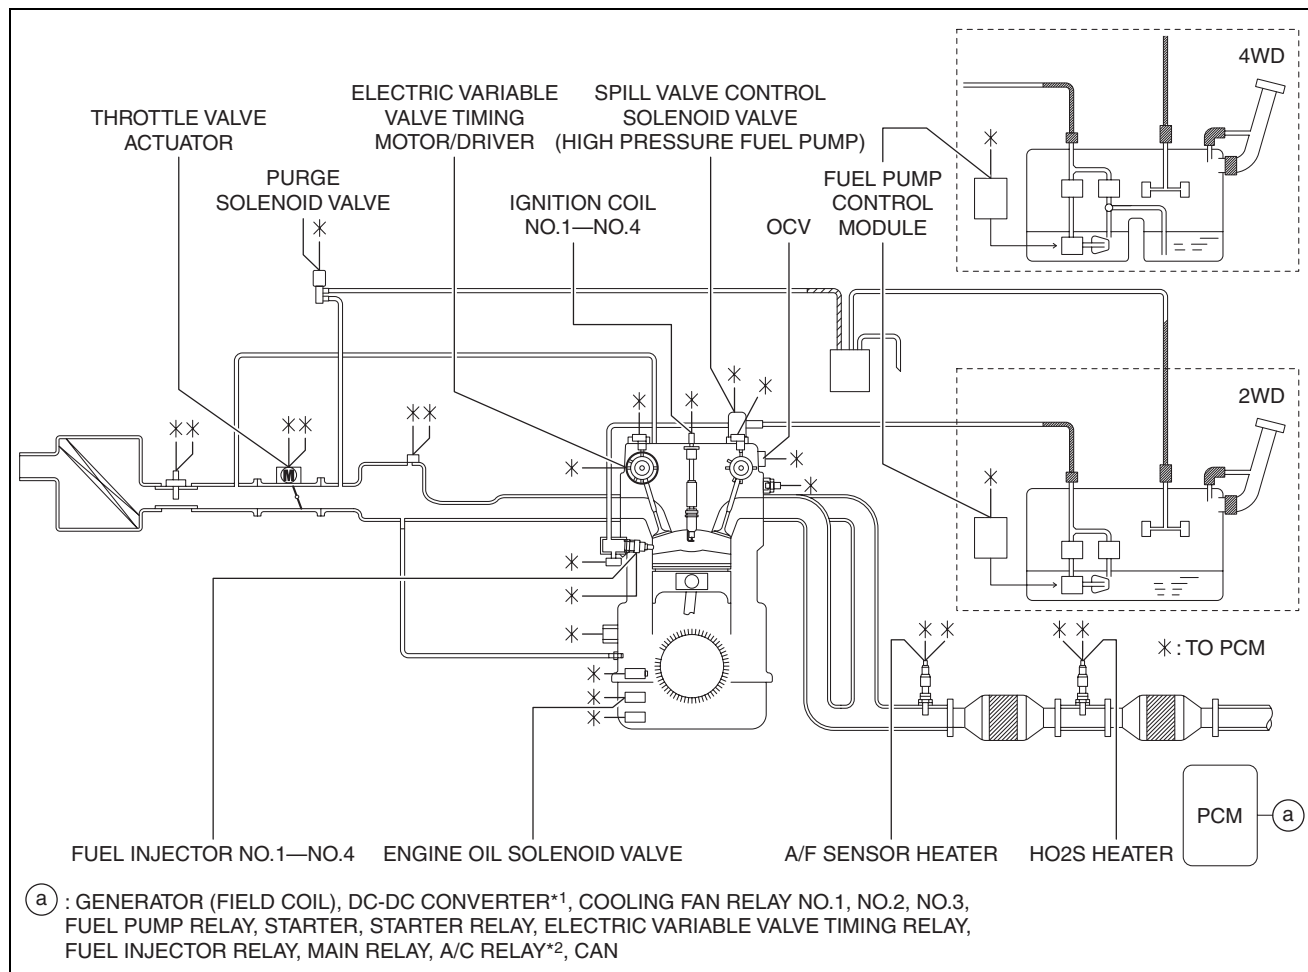 4WD
ELECTRIC VARIABLE
VALVE TIMING
MOTOR/DRIVER
SPILL VALVE CONTROL
SOLENOID VALVE
(HIGH PRESSURE FUEL PUMP)
THROTTLE VALVE
ACTUATOR
PURGE
SOLENOID VALVE
IGNITION COIL
NO.1—NO.4
OCV
FUEL PUMP
CONTROL
MODULE
2WD
M
* : TO PCM
PCM
a
FUEL INJECTOR NO.1—NO.4
ENGINE OIL SOLENOID VALVE
A/F SENSOR HEATER
HO2S HEATER
a : GENERATOR (FIELD COIL), DC-DC CONVERTER*1, COOLING FAN RELAY NO.1, NO.2, NO.3,
FUEL PUMP RELAY, STARTER, STARTER RELAY, ELECTRIC VARIABLE VALVE TIMING RELAY,
FUEL INJECTOR RELAY, MAIN RELAY, A/C RELAY*2, CAN